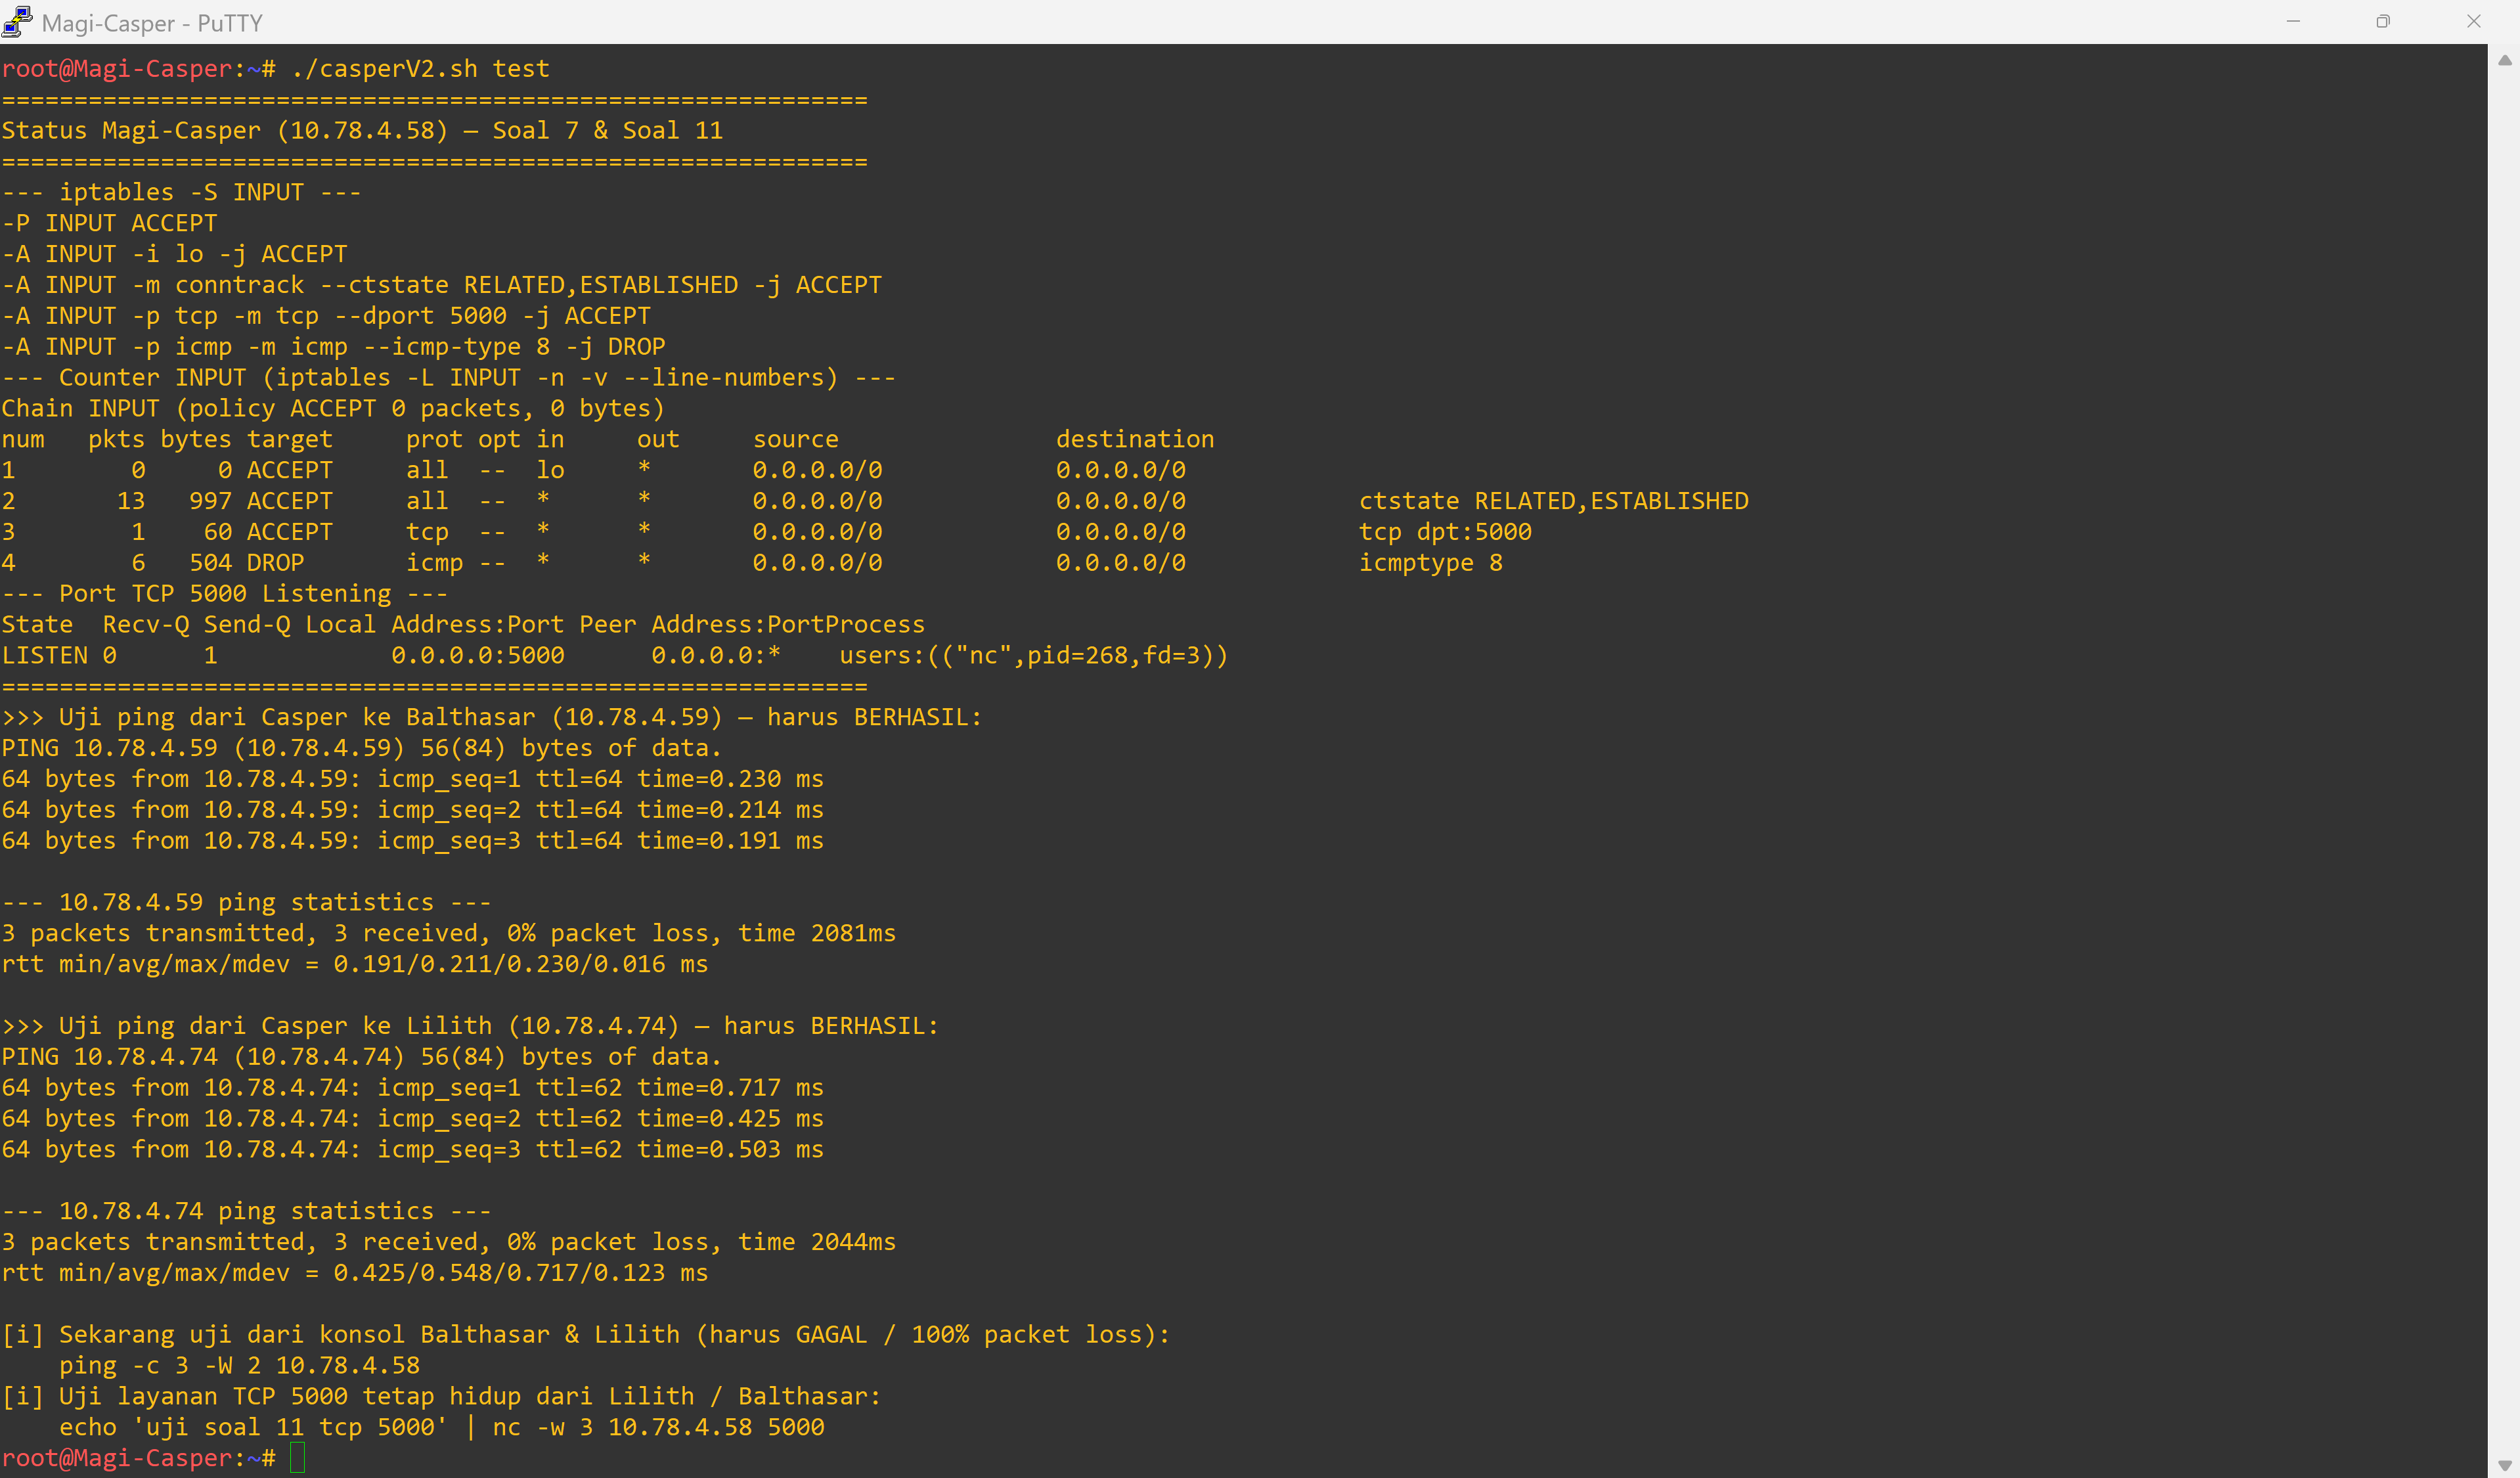 Magi-Casper - PuTTY
root@Magi-Casper:~# ./casperV2.sh test
============================================================
Status Magi-Casper (10.78.4.58) — Soal 7 & Soal 11
============================================================
--- iptables -S INPUT ---
-P INPUT ACCEPT
-A INPUT -i lo -j ACCEPT
-A INPUT -m conntrack --ctstate RELATED,ESTABLISHED -j ACCEPT
-A INPUT -p tcp -m tcp --dport 5000 -j ACCEPT
-A INPUT -p icmp -m icmp --icmp-type 8 -j DROP
--- Counter INPUT (iptables -L INPUT -n -v --line-numbers) ---
Chain INPUT (policy ACCEPT 0 packets, 0 bytes)
num   pkts bytes target     prot opt in     out     source               destination
1        0     0 ACCEPT     all  --  lo     *       0.0.0.0/0            0.0.0.0/0
2       13   997 ACCEPT     all  --  *      *       0.0.0.0/0            0.0.0.0/0            ctstate RELATED,ESTABLISHED
3        1    60 ACCEPT     tcp  --  *      *       0.0.0.0/0            0.0.0.0/0            tcp dpt:5000
4        6   504 DROP       icmp --  *      *       0.0.0.0/0            0.0.0.0/0            icmptype 8
--- Port TCP 5000 Listening ---
State  Recv-Q Send-Q Local Address:Port Peer Address:PortProcess
LISTEN 0      1            0.0.0.0:5000      0.0.0.0:*    users:(("nc",pid=268,fd=3))
============================================================
>>> Uji ping dari Casper ke Balthasar (10.78.4.59) — harus BERHASIL:
PING 10.78.4.59 (10.78.4.59) 56(84) bytes of data.
64 bytes from 10.78.4.59: icmp_seq=1 ttl=64 time=0.230 ms
64 bytes from 10.78.4.59: icmp_seq=2 ttl=64 time=0.214 ms
64 bytes from 10.78.4.59: icmp_seq=3 ttl=64 time=0.191 ms
--- 10.78.4.59 ping statistics ---
3 packets transmitted, 3 received, 0% packet loss, time 2081ms
rtt min/avg/max/mdev = 0.191/0.211/0.230/0.016 ms
>>> Uji ping dari Casper ke Lilith (10.78.4.74) — harus BERHASIL:
PING 10.78.4.74 (10.78.4.74) 56(84) bytes of data.
64 bytes from 10.78.4.74: icmp_seq=1 ttl=62 time=0.717 ms
64 bytes from 10.78.4.74: icmp_seq=2 ttl=62 time=0.425 ms
64 bytes from 10.78.4.74: icmp_seq=3 ttl=62 time=0.503 ms
--- 10.78.4.74 ping statistics ---
3 packets transmitted, 3 received, 0% packet loss, time 2044ms
rtt min/avg/max/mdev = 0.425/0.548/0.717/0.123 ms
[i] Sekarang uji dari konsol Balthasar & Lilith (harus GAGAL / 100% packet loss):
    ping -c 3 -W 2 10.78.4.58
[i] Uji layanan TCP 5000 tetap hidup dari Lilith / Balthasar:
    echo 'uji soal 11 tcp 5000' | nc -w 3 10.78.4.58 5000
root@Magi-Casper:~#